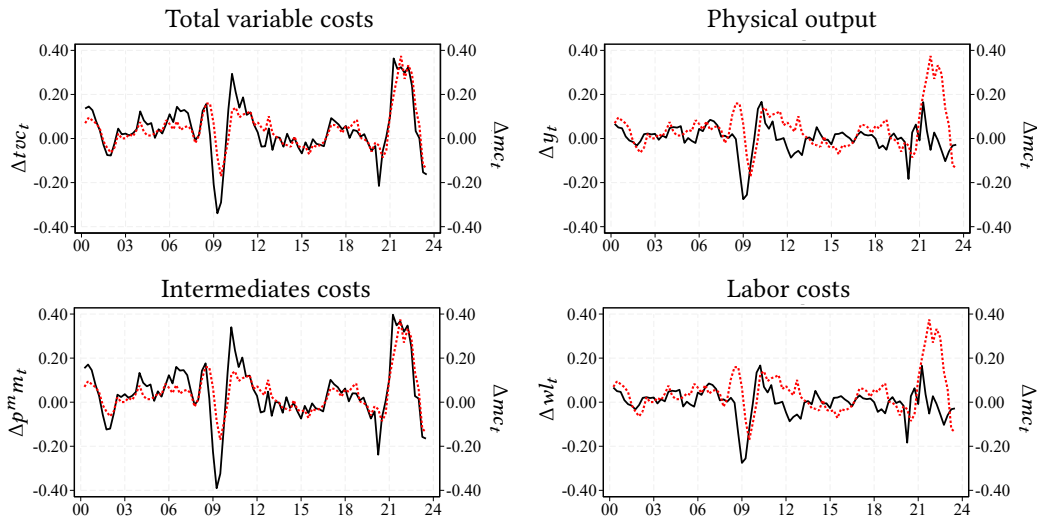 Total variable costs
0.40
0.20
0.00
-0.20
-0.40
Δtvc_t
0.40
0.20
0.00
-0.20
-0.40
Δmc_t
00 03 06 09 12 15 18 21 24
Physical output
0.40
0.20
0.00
-0.20
-0.40
Δy_t
0.40
0.20
0.00
-0.20
-0.40
Δmc_t
00 03 06 09 12 15 18 21 24
Intermediates costs
0.40
0.20
0.00
-0.20
-0.40
Δp^m m_t
0.40
0.20
0.00
-0.20
-0.40
Δmc_t
00 03 06 09 12 15 18 21 24
Labor costs
0.40
0.20
0.00
-0.20
-0.40
Δwl_t
0.40
0.20
0.00
-0.20
-0.40
Δmc_t
00 03 06 09 12 15 18 21 24